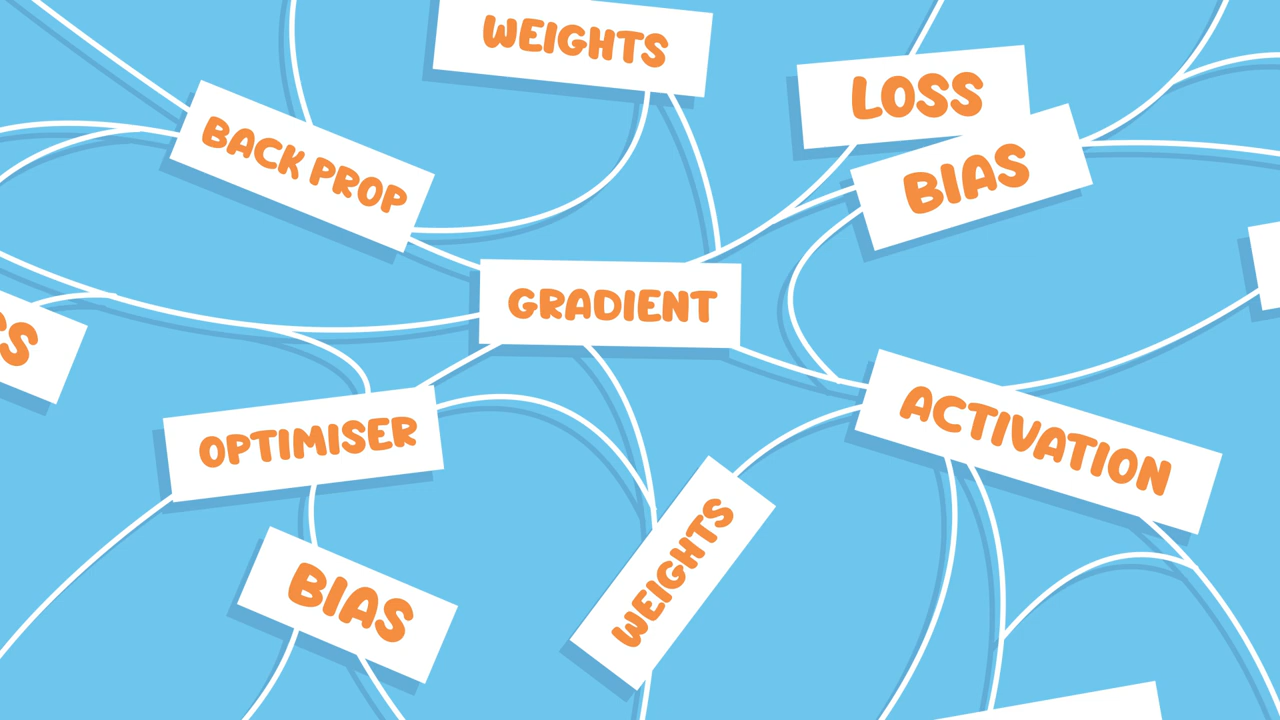 WEIGHTS
LOSS
BACK PROP
BIAS
GRADIENT
OPTIMISER
ACTIVATION
WEIGHTS
BIAS